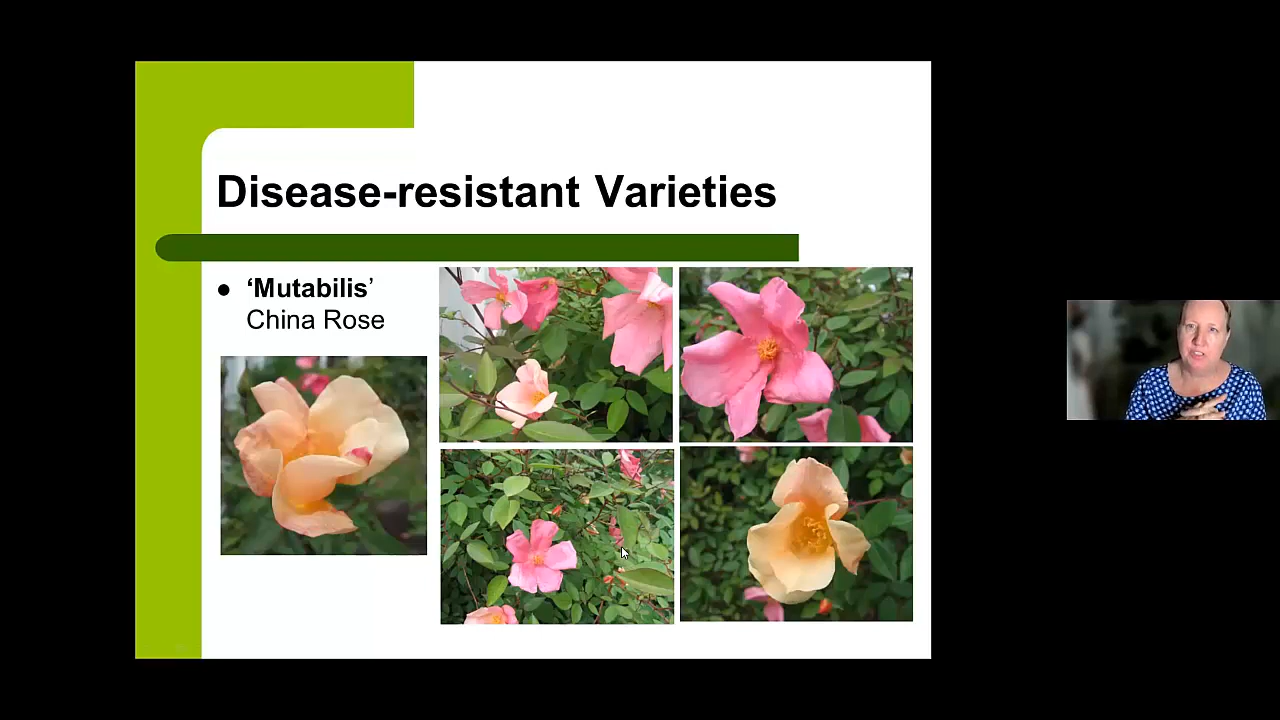 Disease-resistant Varieties
● ‘Mutabilis’
China Rose